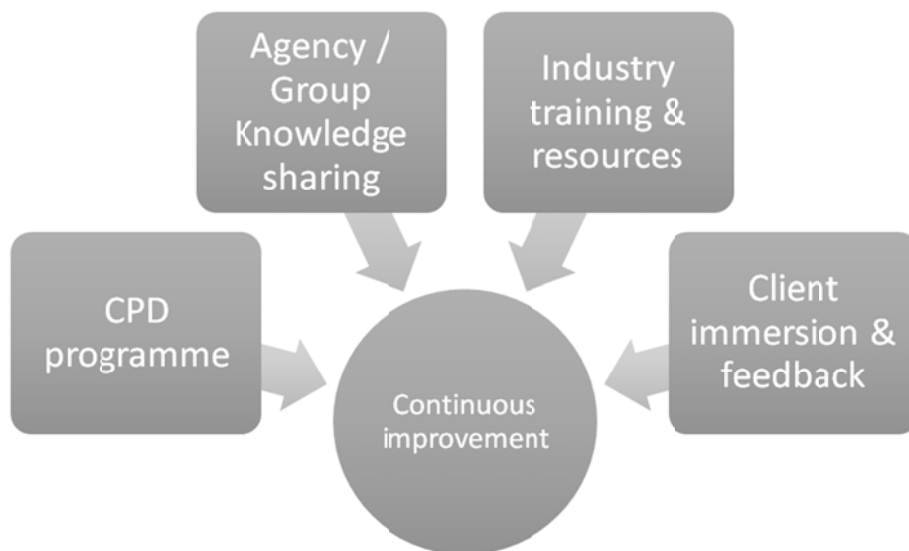 Agency /
Group
Knowledge
sharing
Industry
training &
resources
CPD
programme
Client
immersion &
feedback
Continuous
improvement